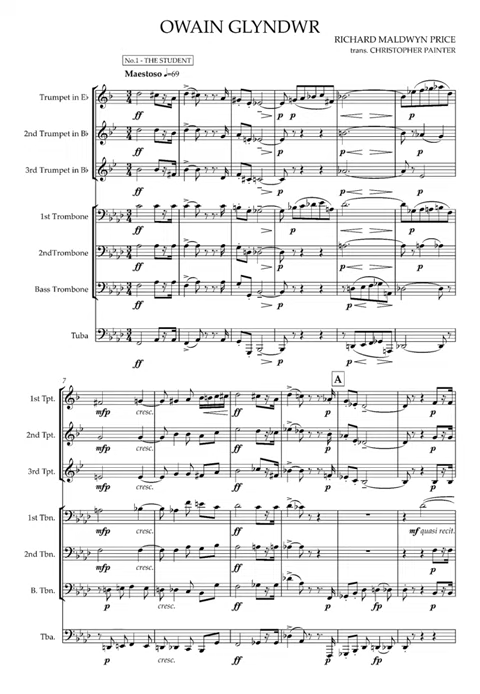 OWAIN GLYNDWR
RICHARD MALDWYN PRICE
trans. CHRISTOPHER PAINTER
No.1 - THE STUDENT
Maestoso ♩=69
Trumpet in E♭
ff p p
2nd Trumpet in B♭
ff p
3rd Trumpet in B♭
ff p
1st Trombone
ff p
2ndTrombone
ff p
Bass Trombone
ff p
Tuba
ff
7
A
1st Tpt.
mfp cresc. ff p
2nd Tpt.
mfp cresc. ff p
3rd Tpt.
mfp cresc. ff p
1st Tbn.
mfp cresc. ff mf quasi recit.
2nd Tbn.
mfp cresc. ff p
B. Tbn.
p cresc. ff p
Tba.
p cresc. ff